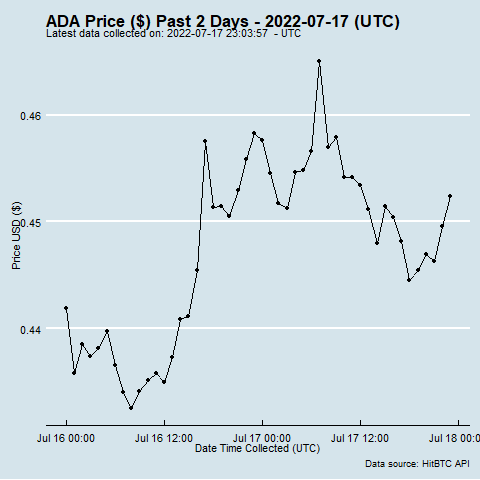 ADA Price ($) Past 2 Days - 2022-07-17 (UTC)
Latest data collected on: 2022-07-17 23:03:57  - UTC
0.46
0.45
0.44
Price USD ($)
Jul 16 00:00 Jul 16 12:00 Jul 17 00:00 Jul 17 12:00 Jul 18 00:
Date Time Collected (UTC)
Data source: HitBTC API